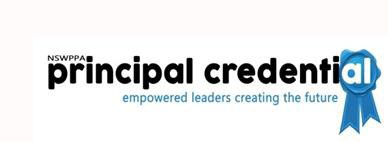 NSWPPA
principal credential
empowered leaders creating the future